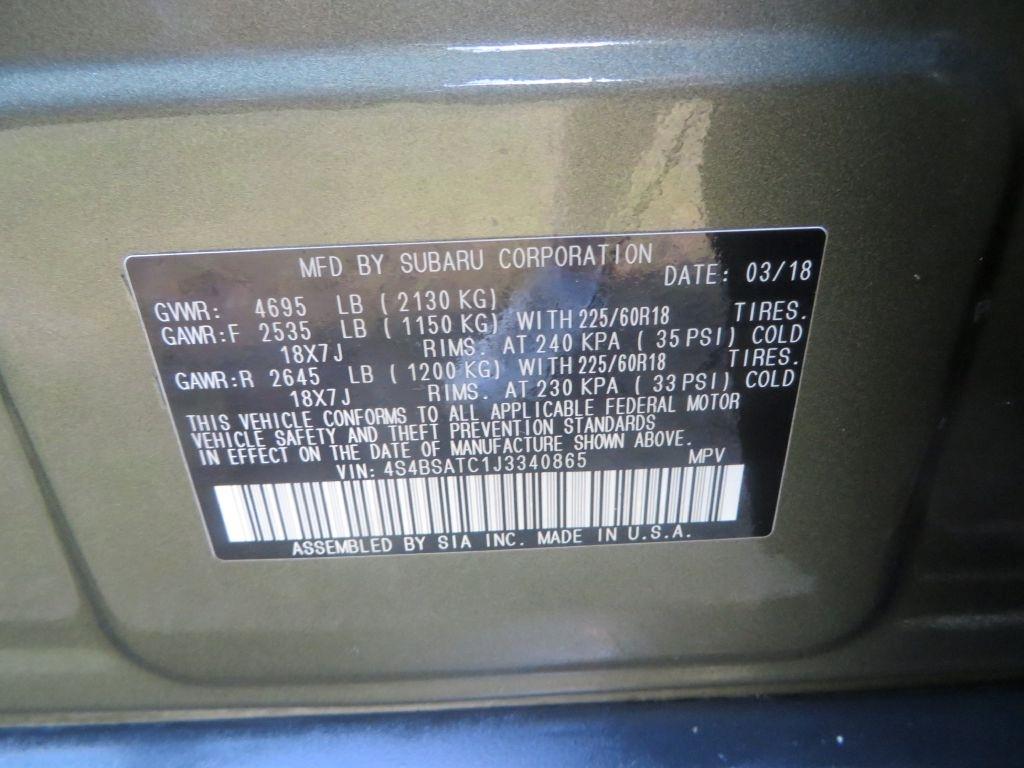 MFD BY SUBARU CORPORATION DATE: 03/18
GVWR: 4695 LB ( 2130 KG)
GAWR:F 2535 LB ( 1150 KG) WITH 225/60R18 TIRES.
18X7J RIMS. AT 240 KPA ( 35 PSI) COLD
GAWR:R 2645 LB ( 1200 KG) WITH 225/60R18 TIRES.
18X7J RIMS. AT 230 KPA ( 33 PSI) COLD
THIS VEHICLE CONFORMS TO ALL APPLICABLE FEDERAL MOTOR
VEHICLE SAFETY AND THEFT PREVENTION STANDARDS
IN EFFECT ON THE DATE OF MANUFACTURE SHOWN ABOVE.
VIN: 4S4BSATC1J3340865 MPV
ASSEMBLED BY SIA INC. MADE IN U.S.A.